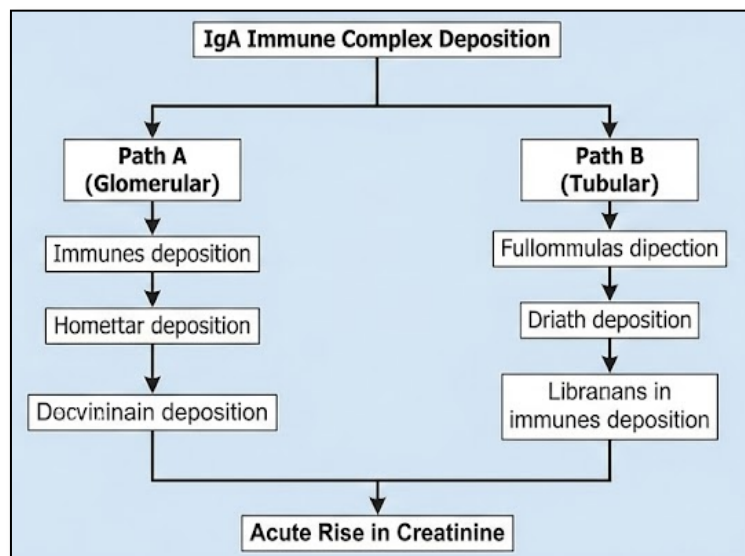 IgA Immune Complex Deposition
Path A
(Glomerular)
Path B
(Tubular)
Immunes deposition
Fullommulas dipection
Homettar deposition
Driath deposition
Docvininain deposition
Librarians in
immunes deposition
Acute Rise in Creatinine